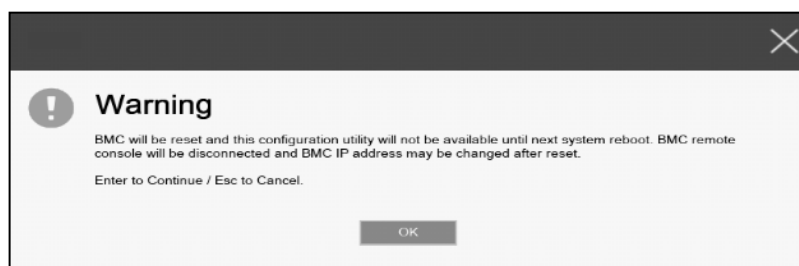 Warning
BMC will be reset and this configuration utility will not be available until next system reboot. BMC remote
console will be disconnected and BMC IP address may be changed after reset.
Enter to Continue / Esc to Cancel.
OK